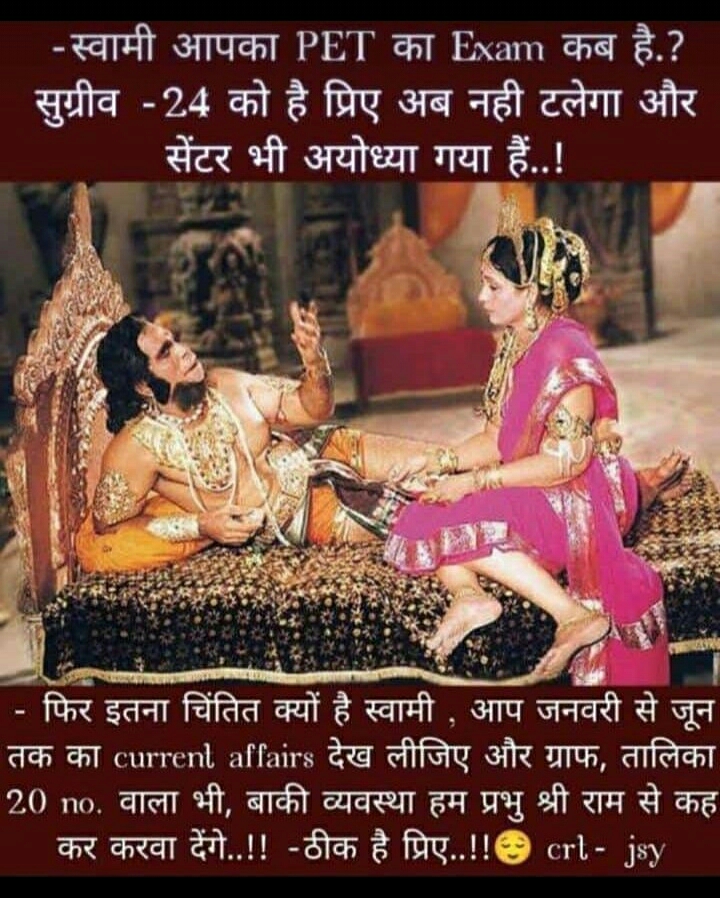 -स्वामी आपका PET का Exam कब है.?
सुग्रीव -24 को है प्रिए अब नही टलेगा और
सेंटर भी अयोध्या गया हैं..!
- फिर इतना चिंतित क्यों है स्वामी , आप जनवरी से जून
तक का current affairs देख लीजिए और ग्राफ, तालिका
20 no. वाला भी, बाकी व्यवस्था हम प्रभु श्री राम से कह
कर करवा देंगे..!! -ठीक है प्रिए..!!😌 crt- jsy